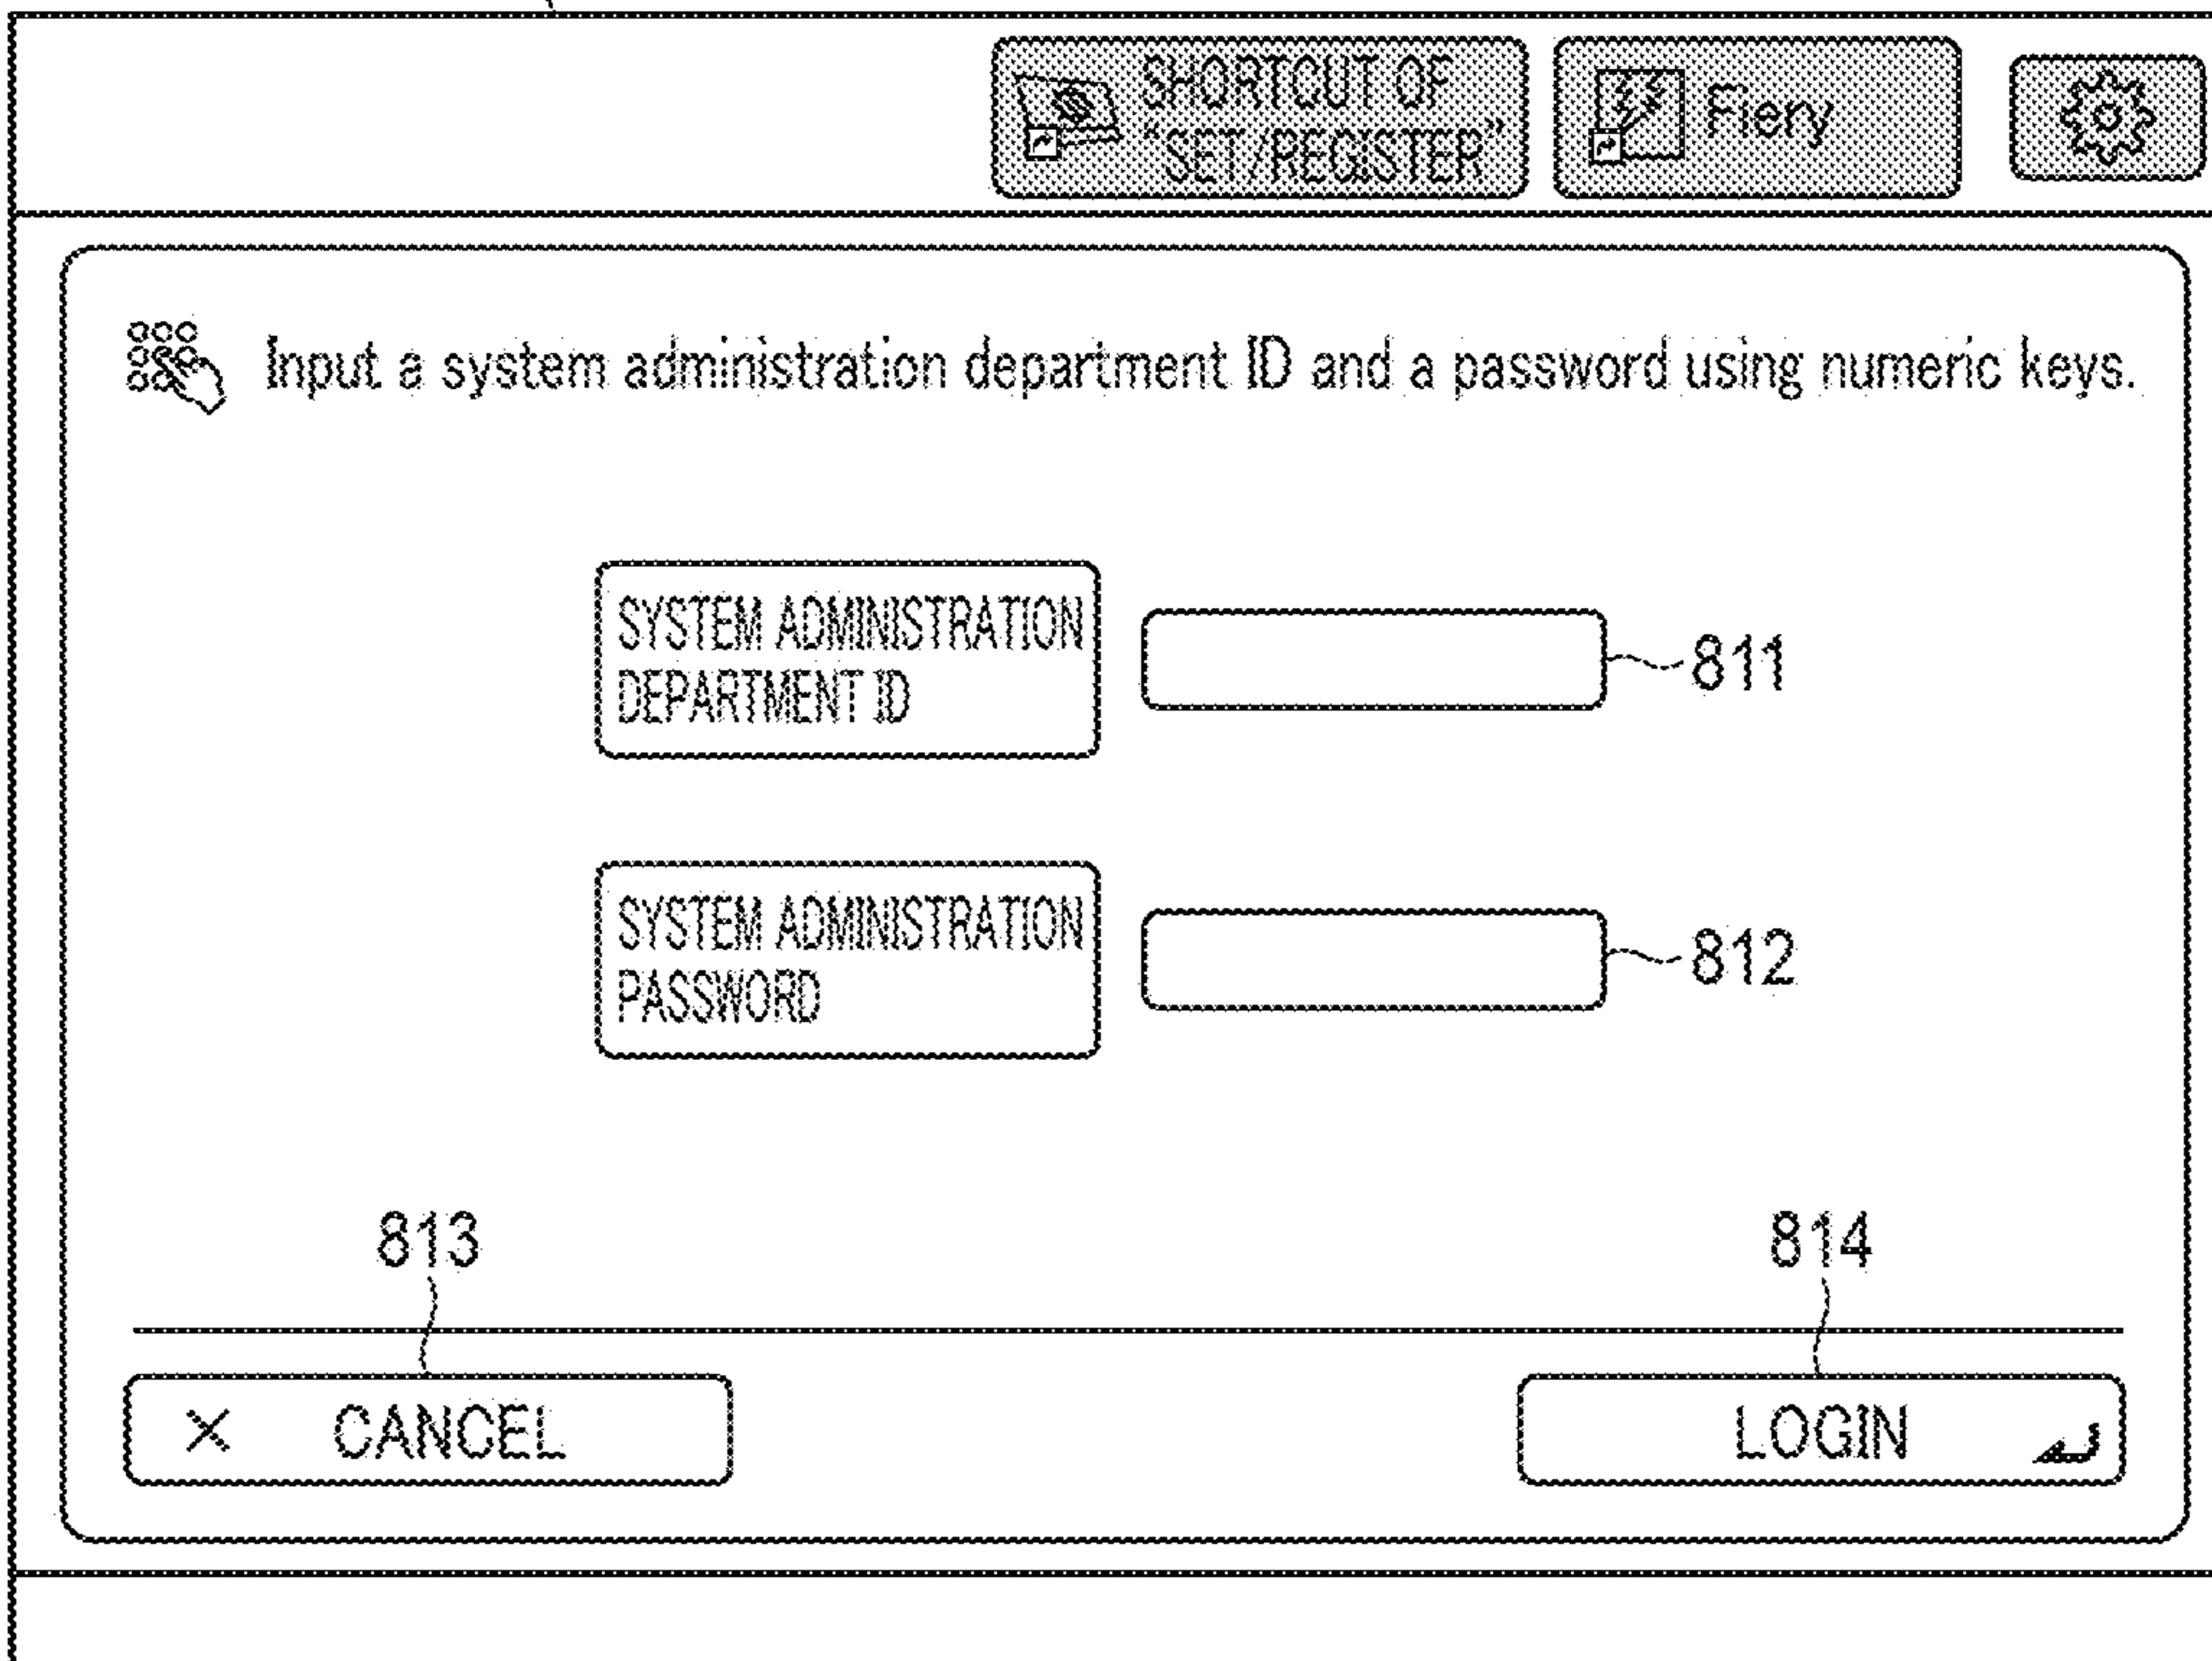 SHORTCUT OF
"SET/REGISTER"
Fiery
Input a system administration department ID and a password using numeric keys.
SYSTEM ADMINISTRATION
DEPARTMENT ID
811
SYSTEM ADMINISTRATION
PASSWORD
812
813
814
CANCEL
LOGIN